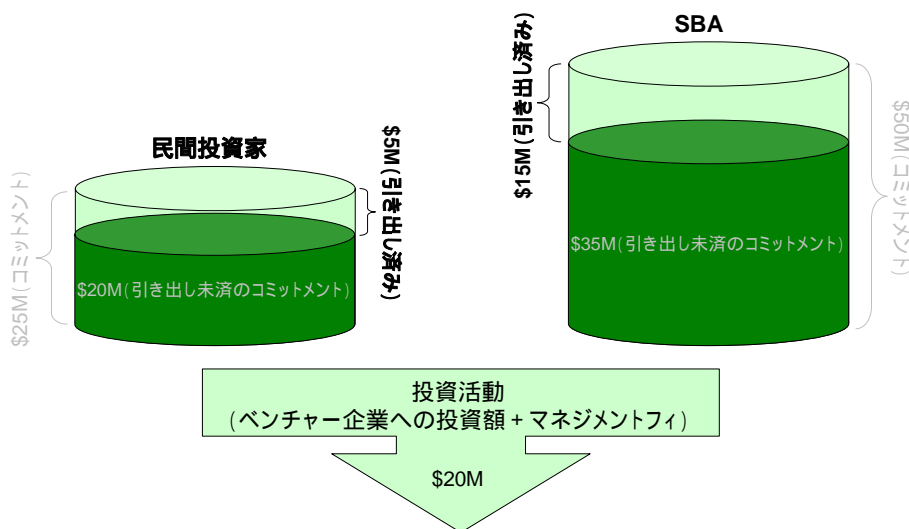 SBA
$15M(引き出し済み)
$50M(コミットメント)
$35M(引き出し未済のコミットメント)
民間投資家
$5M(引き出し済み)
$25M(コミットメント)
$20M(引き出し未済のコミットメント)
投資活動
(ベンチャー企業への投資額+マネジメントフィ)
$20M